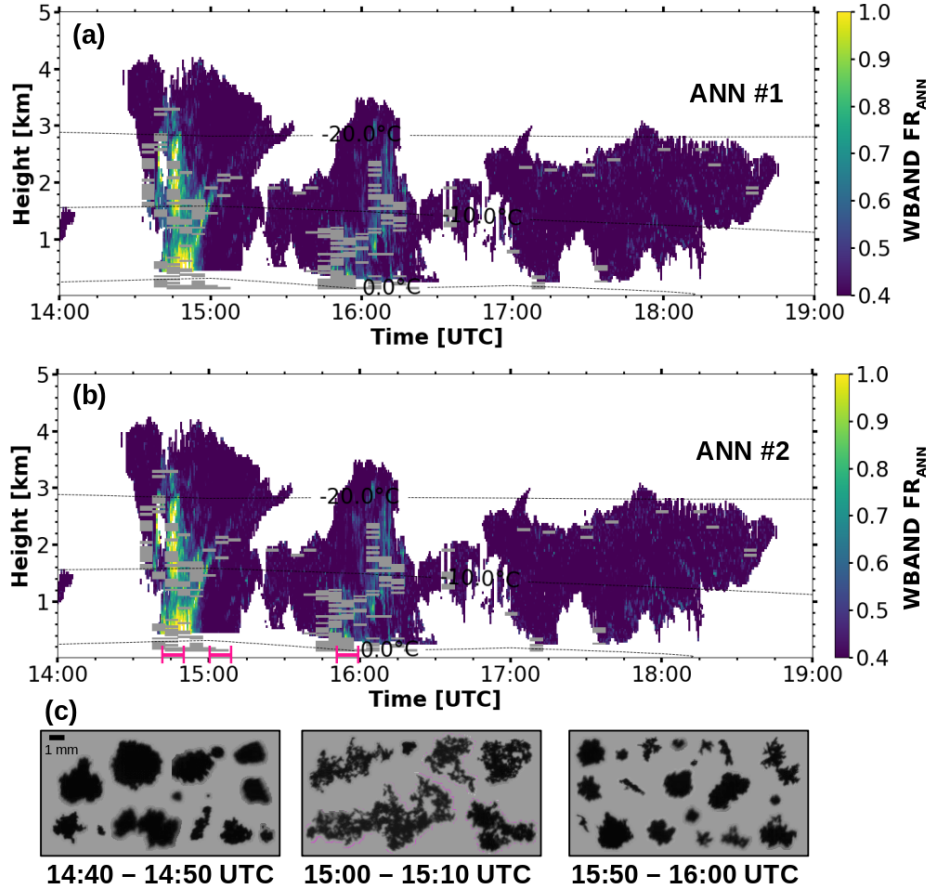 (a)
ANN #1
5
4
3
2
1
Height [km]
-20.0°C
-10.0°C
0.0°C
14:00 15:00 16:00 17:00 18:00 19:00
Time [UTC]
1.0
0.9
0.8
0.7
0.6
0.5
0.4
WBAND FR_ANN
(b)
ANN #2
5
4
3
2
1
Height [km]
-20.0°C
-10.0°C
0.0°C
14:00 15:00 16:00 17:00 18:00 19:00
Time [UTC]
1.0
0.9
0.8
0.7
0.6
0.5
0.4
WBAND FR_ANN
(c)
1 mm
14:40 – 14:50 UTC 15:00 – 15:10 UTC 15:50 – 16:00 UTC